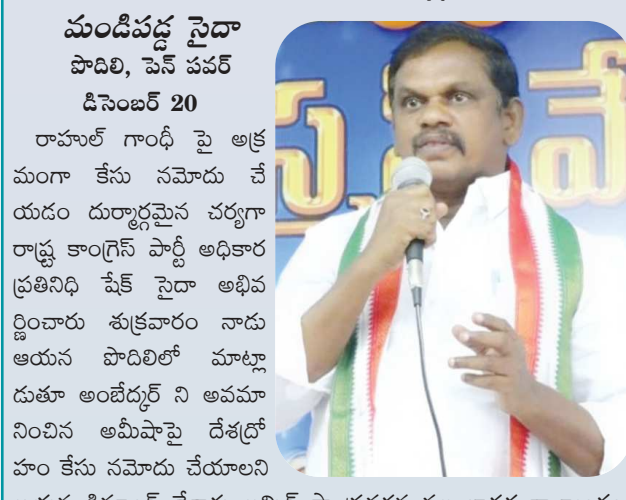 మండిపడ్డ సైదా
పొదిలి, పెన్ పవర్
డిసెంబర్ 20
రాహుల్ గాంధీ పై అక్ర
మంగా కేసు నమోదు చే
యడం దుర్మార్గమైన చర్యగా
రాష్ట్ర కాంగ్రెస్ పార్టీ అధికార
ప్రతినిధి షేక్ సైదా అభివ
ర్ణించారు శుక్రవారం నాడు
ఆయన పొదిలిలో మాట్లా
డుతూ అంబేద్కర్ ని అవమా
నించిన అమీషాపై దేశద్రో
హం కేసు నమోదు చేయాలని